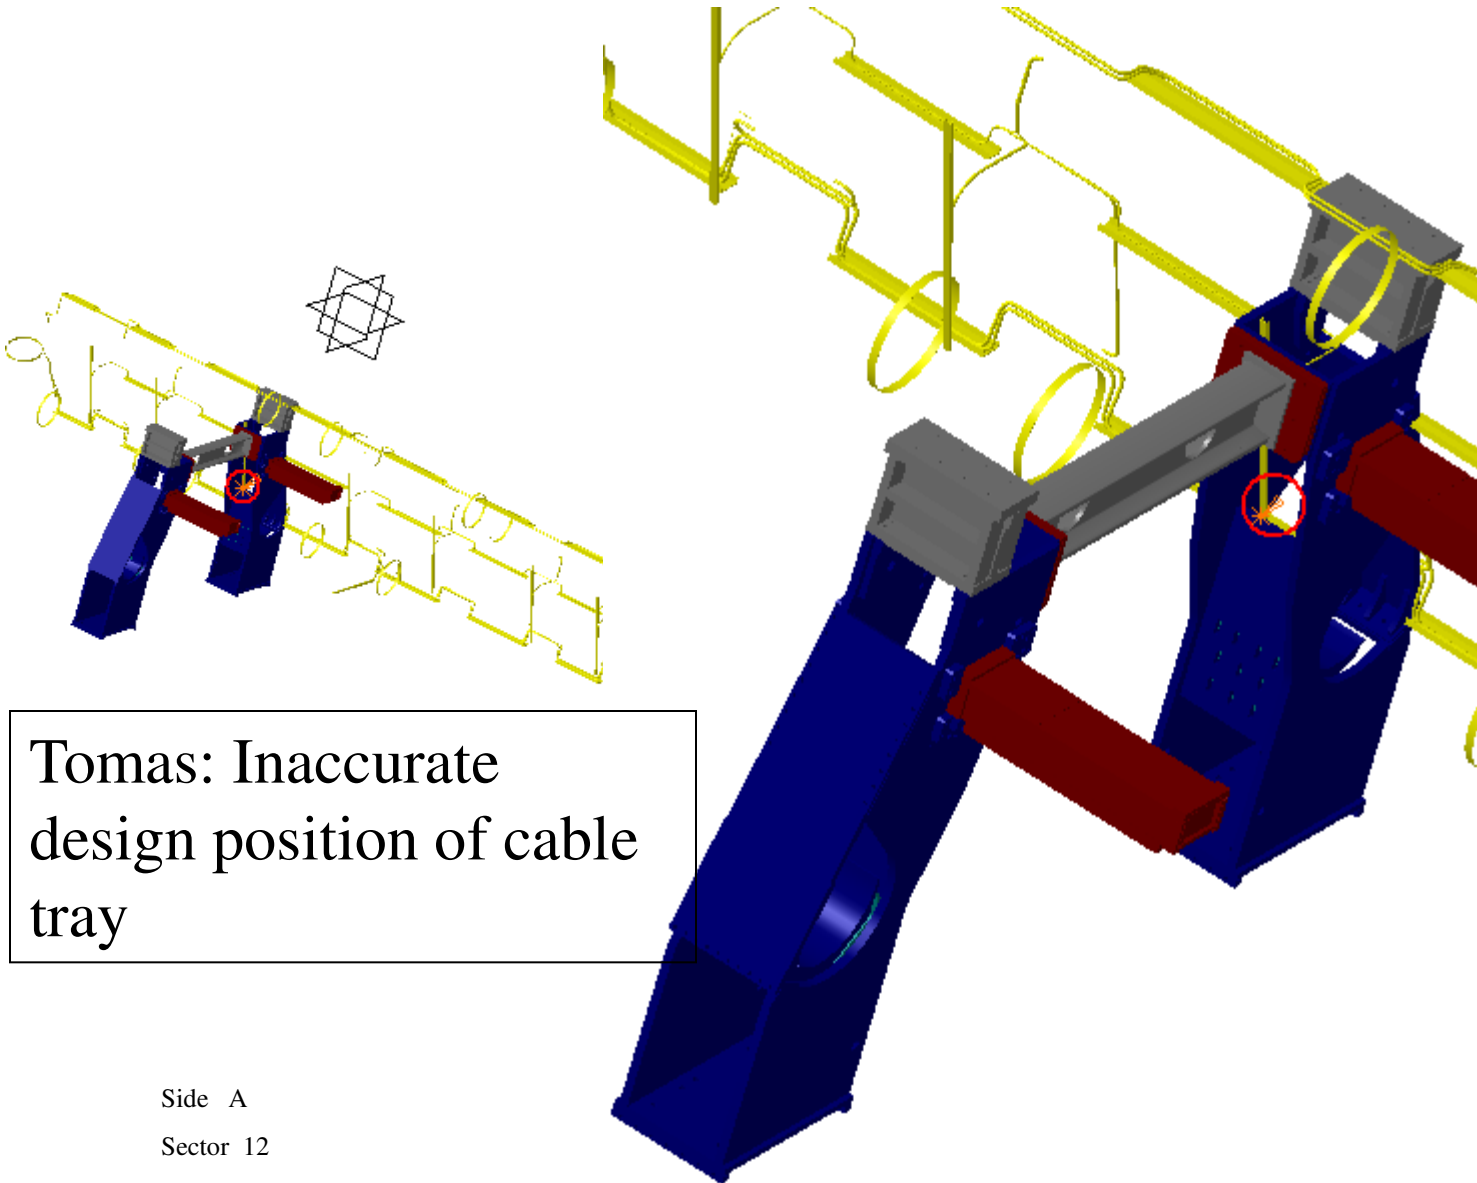 Tomas: Inaccurate
design position of cable
tray
Side A
Sector 12